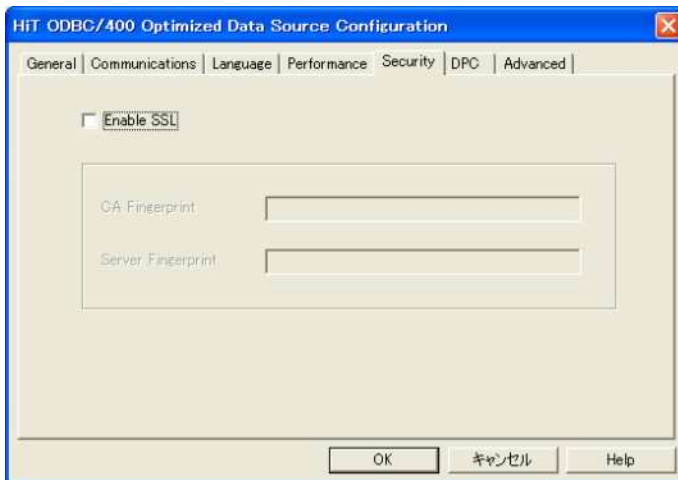 HiT ODBC/400 Optimized Data Source Configuration
General Communications Language Performance Security DPC Advanced
Enable SSL
CA Fingerprint
Server Fingerprint
OK キャンセル Help